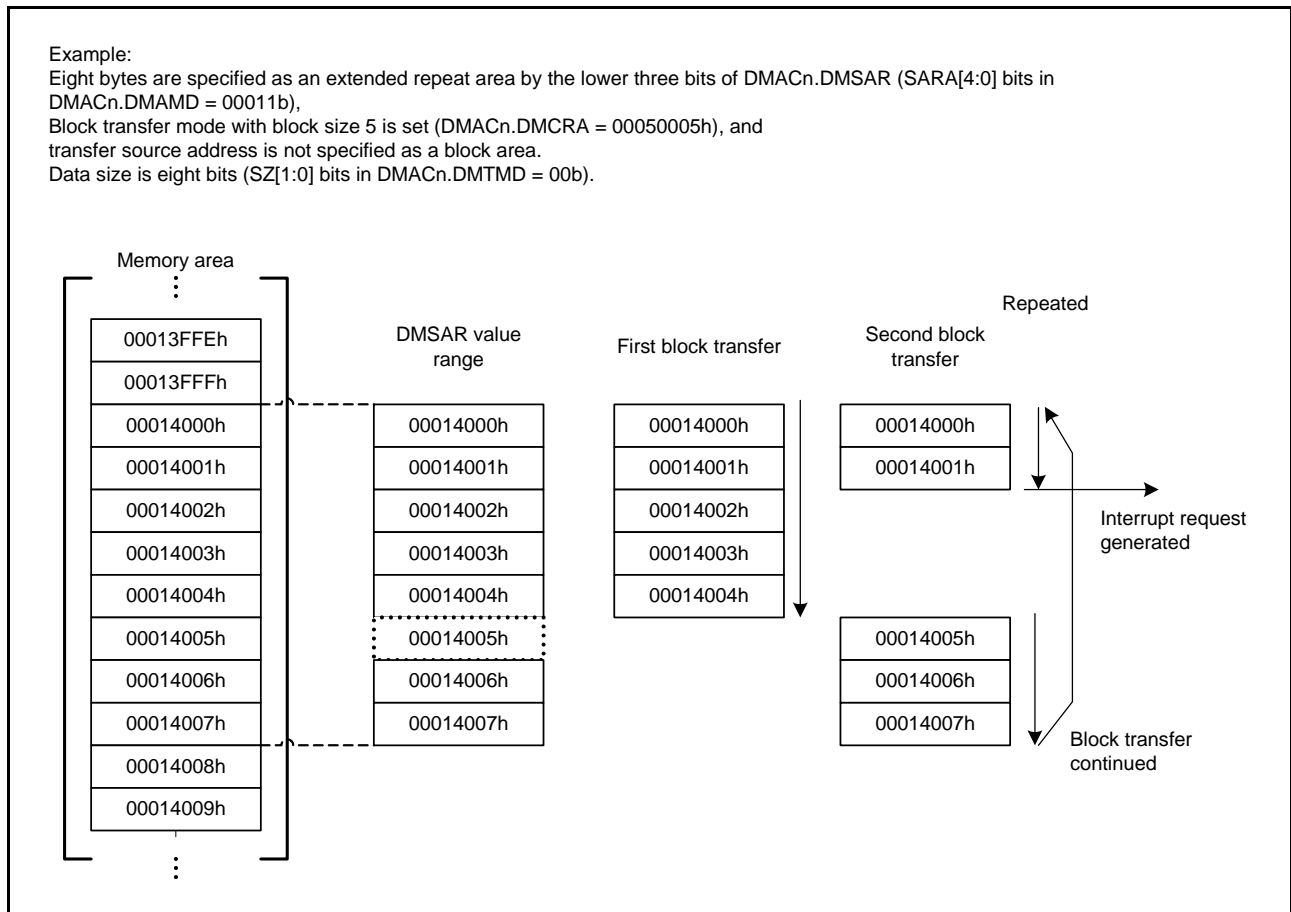 Example:
Eight bytes are specified as an extended repeat area by the lower three bits of DMACn.DMSAR (SARA[4:0] bits in
DMACn.DMAMD = 00011b),
Block transfer mode with block size 5 is set (DMACn.DMCRA = 00050005h), and
transfer source address is not specified as a block area.
Data size is eight bits (SZ[1:0] bits in DMACn.DMTMD = 00b).
Memory area
00013FFEh
00013FFFh
00014000h
00014001h
00014002h
00014003h
00014004h
00014005h
00014006h
00014007h
00014008h
00014009h
DMSAR value
range
00014000h
00014001h
00014002h
00014003h
00014004h
00014005h
00014006h
00014007h
First block transfer
00014000h
00014001h
00014002h
00014003h
00014004h
Second block
transfer
00014000h
00014001h
00014005h
00014006h
00014007h
Repeated
Interrupt request
generated
Block transfer
continued